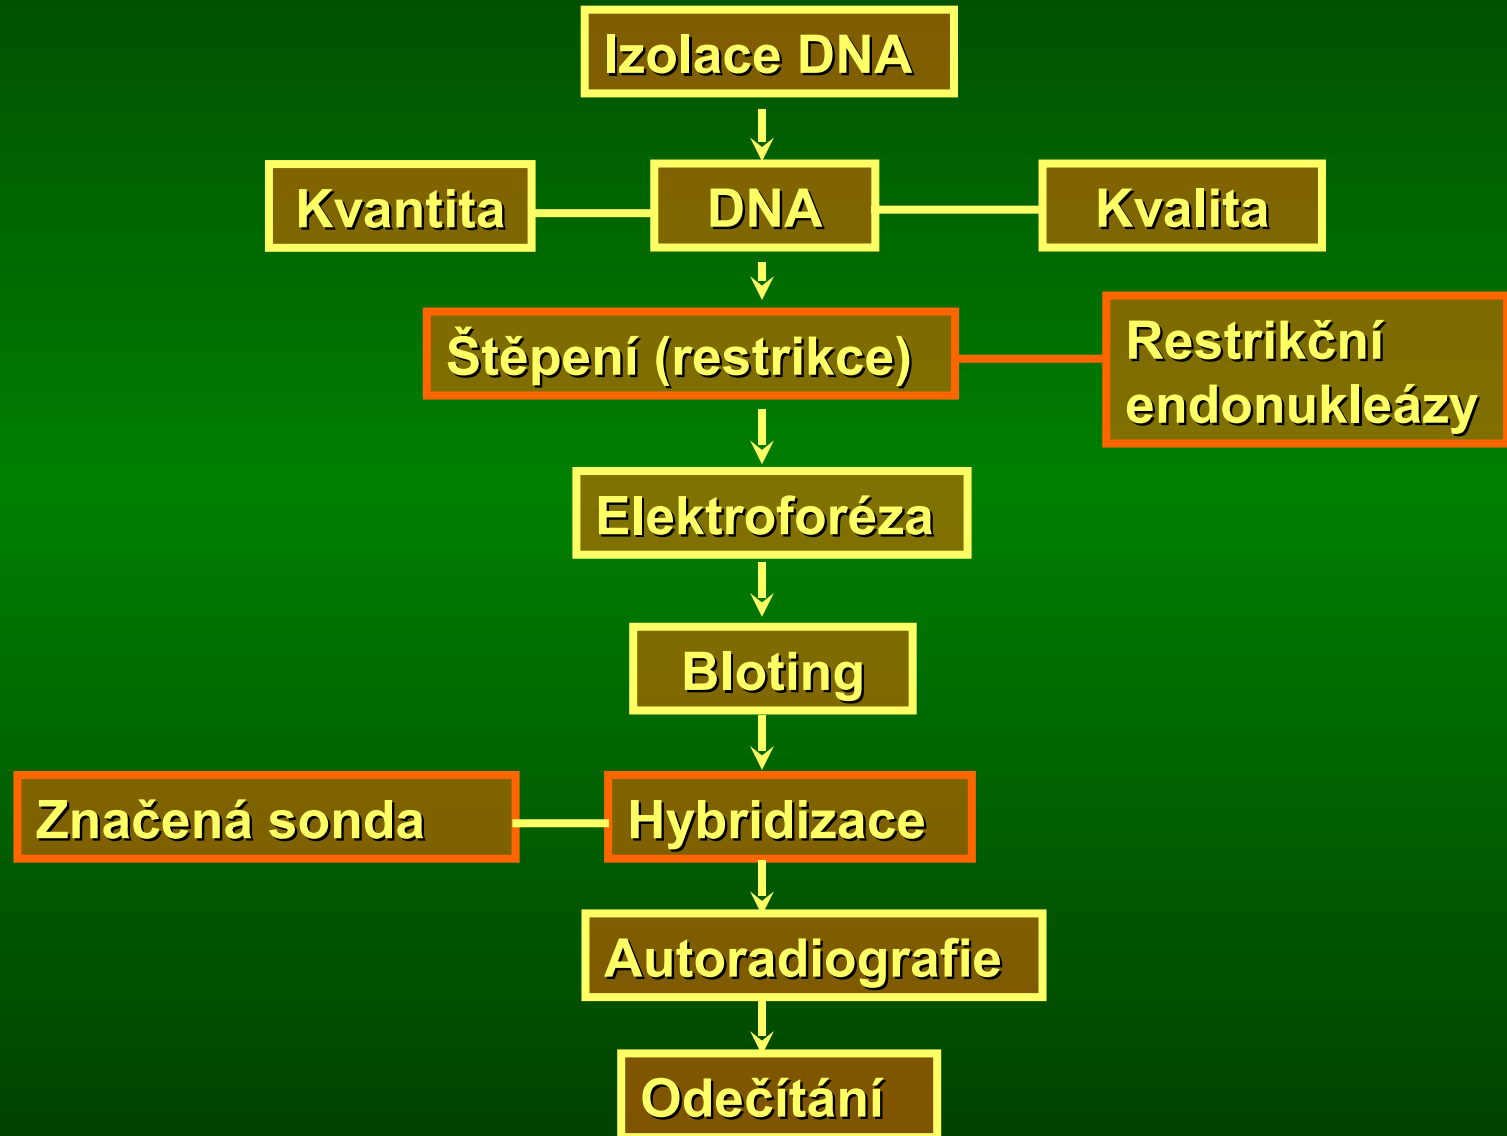 Izolace DNA
Kvantita
DNA
Kvalita
Štěpení (restrikce)
Restrikční
endonukleázy
Elektroforéza
Bloting
Značená sonda
Hybridizace
Autoradiografie
Odečítání